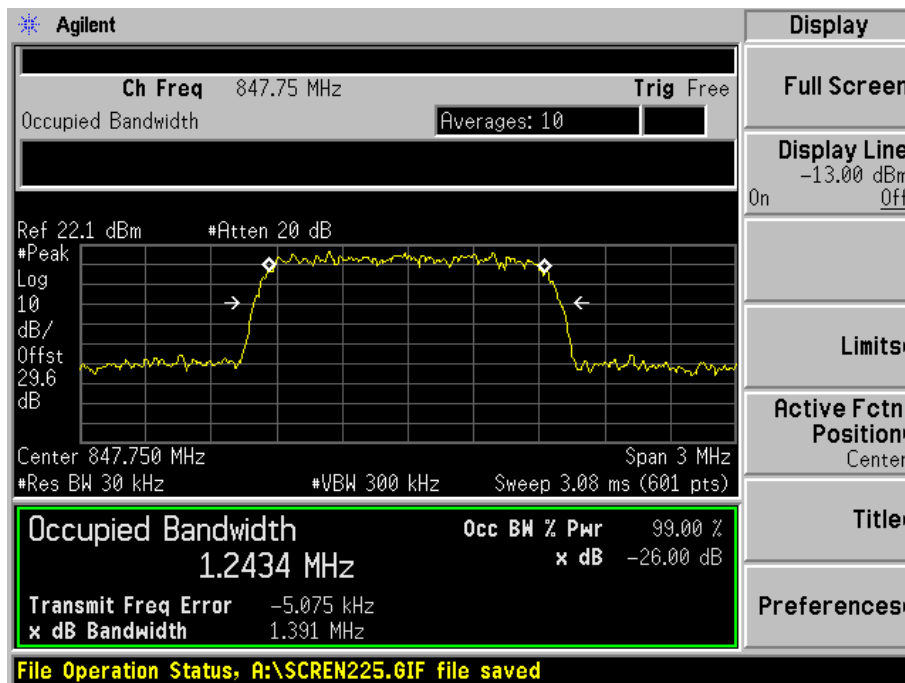 Agilent
Display
Ch Freq 847.75 MHz Trig Free
Occupied Bandwidth Averages: 10
Full Screen
Display Line
-13.00 dBm
On Off
Ref 22.1 dBm #Atten 20 dB
#Peak
Log
10
dB/
Offst
29.6
dB
Limits
Active Fctn
Position
Center
Center 847.750 MHz Span 3 MHz
#Res BW 30 kHz #VBW 300 kHz Sweep 3.08 ms (601 pts)
Title
Occupied Bandwidth Occ BW % Pwr 99.00 %
1.2434 MHz x dB -26.00 dB
Transmit Freq Error -5.075 kHz
x dB Bandwidth 1.391 MHz
Preferences
File Operation Status, A:\SCREN225.GIF file saved